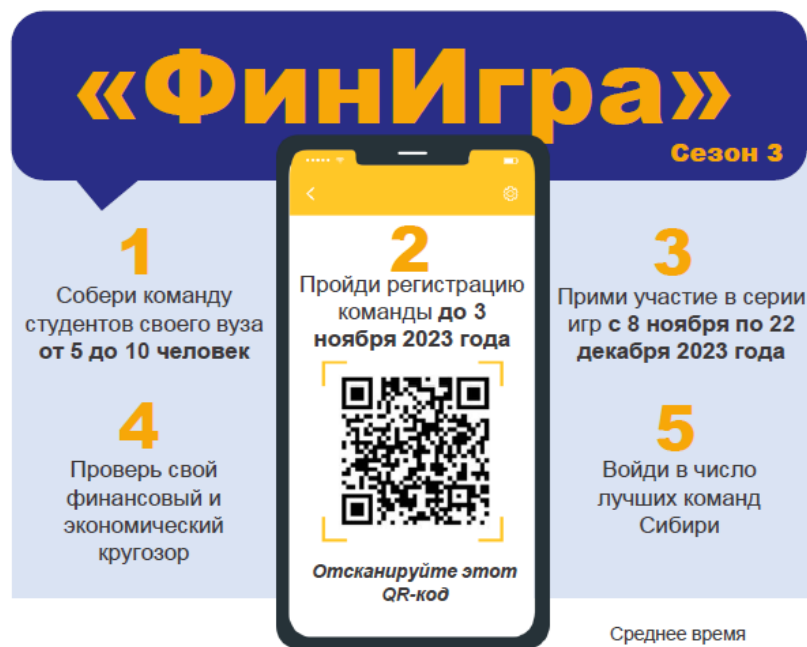 «ФинИгра»
Сезон 3
1
Собери команду
студентов своего вуза
от 5 до 10 человек
2
Пройди регистрацию
команды до 3
ноября 2023 года
3
Прими участие в серии
игр с 8 ноября по 22
декабря 2023 года
4
Проверь свой
финансовый и
экономический
кругозор
5
Войди в число
лучших команд
Сибири
Отсканируйте этот
QR-код
Среднее время